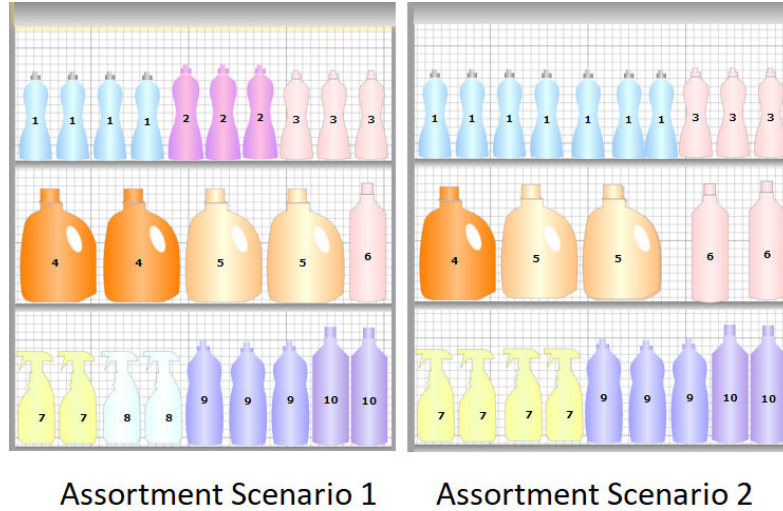 1 1 1 1 2 2 2 3 3 3
4 4 5 5 6
7 7 8 8 9 9 9 10 10
Assortment Scenario 1
1 1 1 1 1 1 1 3 3 3
4 5 5 6 6
7 7 7 7 9 9 9 10 10
Assortment Scenario 2